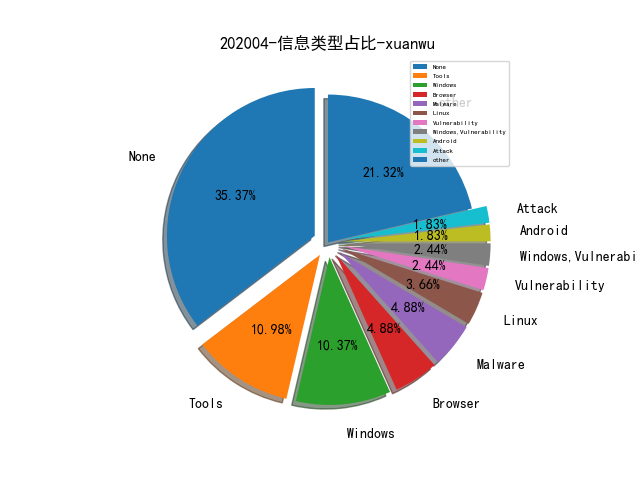 202004-信息类型占比-xuanwu
None
Tools
Windows
Browser
Malware
Linux
Vulnerability
Windows,Vulnerability
Android
Attack
other
other
None
35.37%
21.32%
Attack
1.83%
Android
1.83%
Windows,Vulnerabi
2.44%
Vulnerability
2.44%
Linux
3.66%
Malware
4.88%
Browser
4.88%
Windows
10.37%
Tools
10.98%